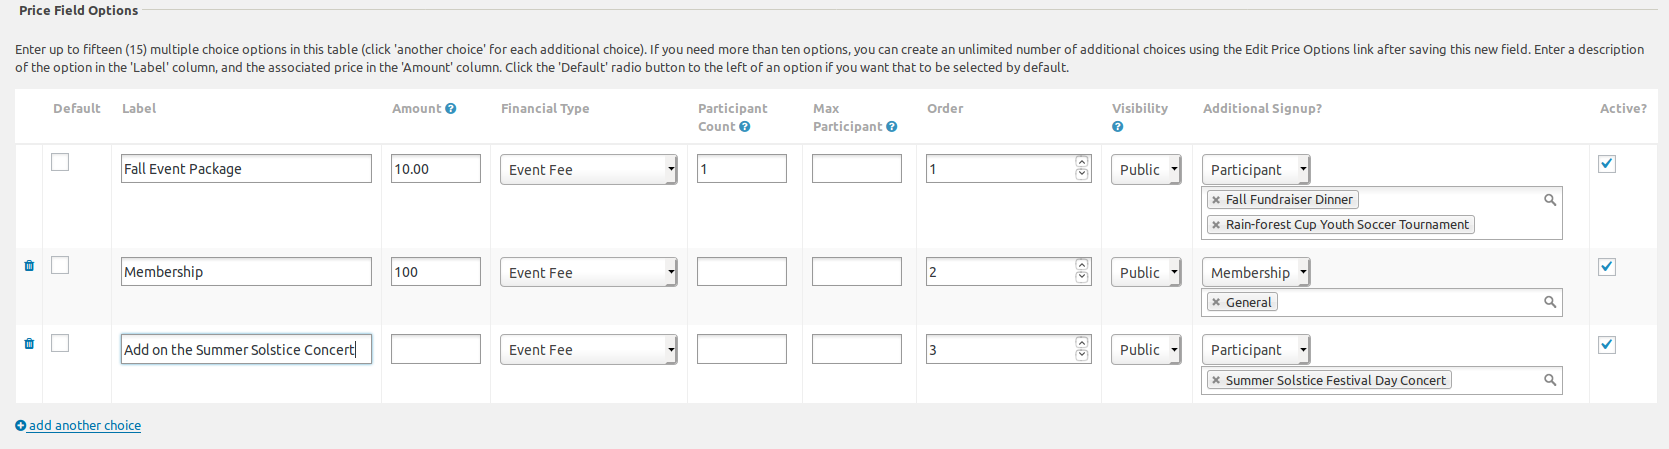 Price Field Options
Enter up to fifteen (15) multiple choice options in this table (click 'another choice' for each additional choice). If you need more than ten options, you can create an unlimited number of additional choices using the Edit Price Options link after saving this new field. Enter a description
of the option in the 'Label' column, and the associated price in the 'Amount' column. Click the 'Default' radio button to the left of an option if you want that to be selected by default.
Default Label Amount ? Financial Type Participant Count ? Max Participant ? Order Visibility ? Additional Signup? Active?
Fall Event Package 10.00 Event Fee 1 1 Public Participant
Fall Fundraiser Dinner
Rain-forest Cup Youth Soccer Tournament
Membership 100 Event Fee 2 Public Membership
General
Add on the Summer Solstice Concert Event Fee 3 Public Participant
Summer Solstice Festival Day Concert
add another choice